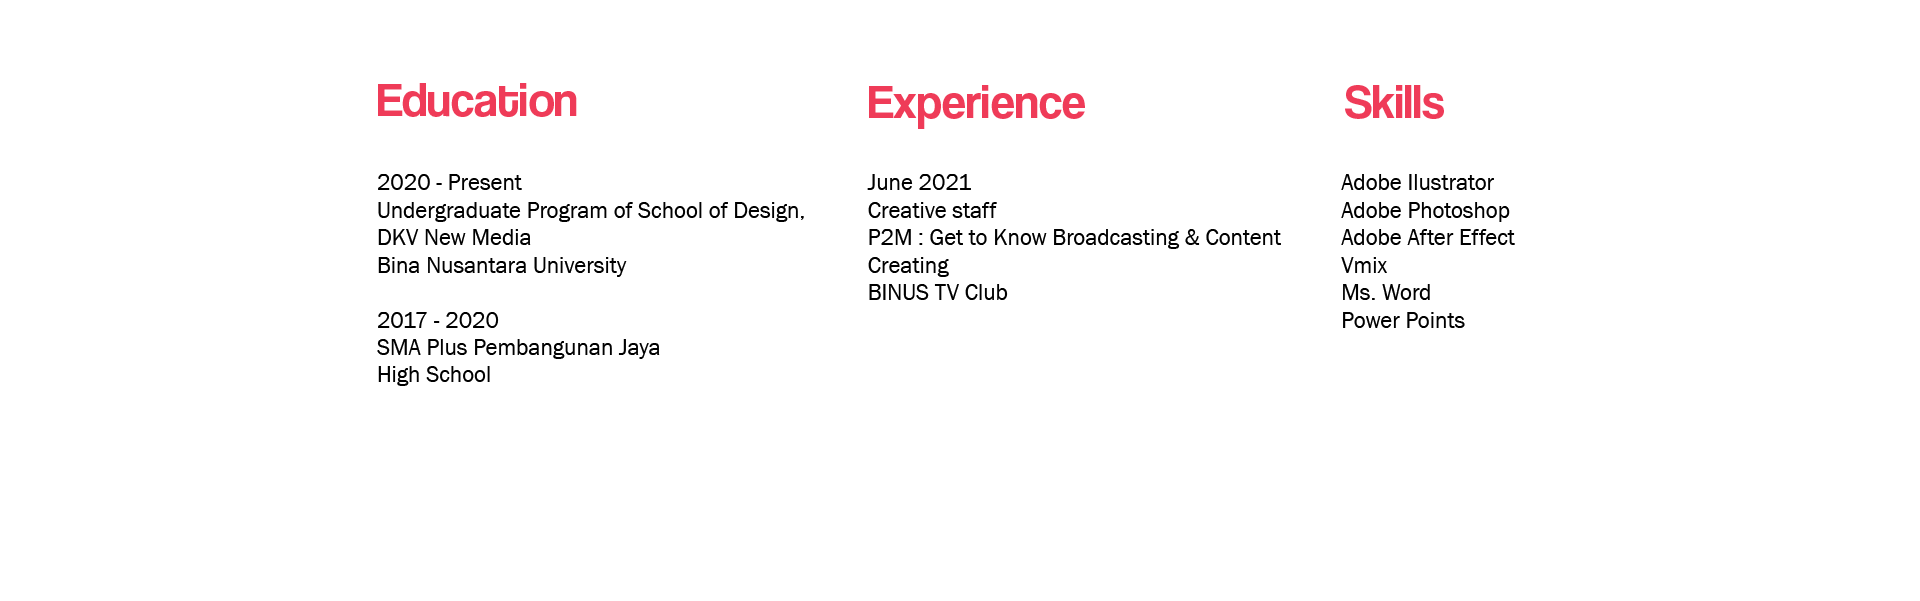 Education
2020 - Present
Undergraduate Program of School of Design,
DKV New Media
Bina Nusantara University
2017 - 2020
SMA Plus Pembangunan Jaya
High School
Experience
June 2021
Creative staff
P2M : Get to Know Broadcasting & Content
Creating
BINUS TV Club
Skills
Adobe Ilustrator
Adobe Photoshop
Adobe After Effect
Vmix
Ms. Word
Power Points